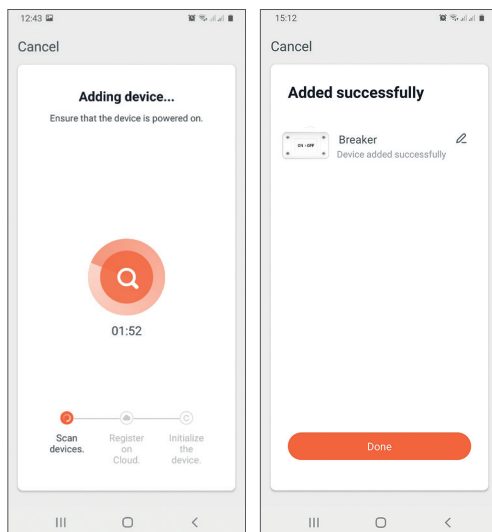 12:43
Cancel
Adding device...
Ensure that the device is powered on.
01:52
Scan
devices.
Register
on
Cloud.
Initialize
the
device.
15:12
Cancel
Added successfully
ON - OFF
Breaker
Device added successfully
Done